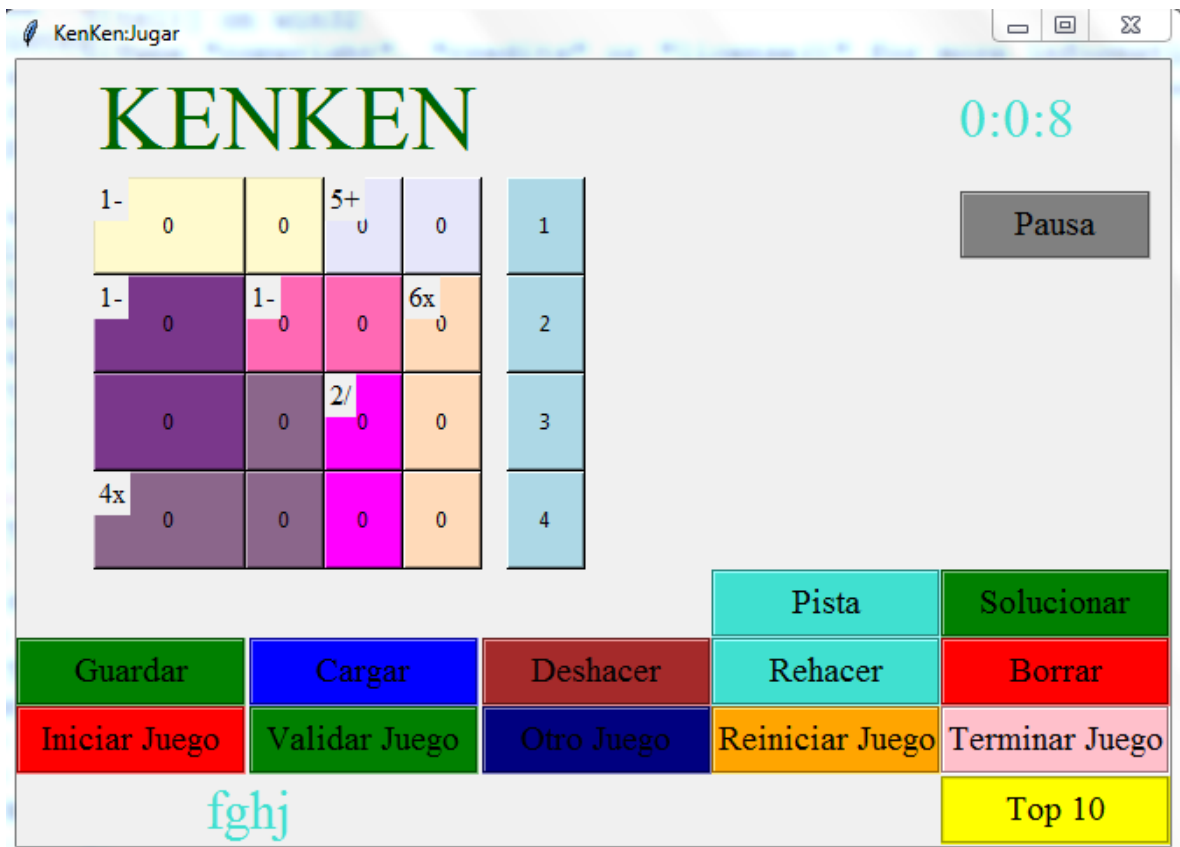 KenKen:Jugar
KENKEN 0:0:8
1- 5+
0 0 0 0 1
Pausa
1- 1- 6x
0 0 0 0 2
2/
0 0 0 0 3
4x
0 0 0 0 4
Pista Solucionar
Guardar Cargar Deshacer Rehacer Borrar
Iniciar Juego Validar Juego Otro Juego Reiniciar Juego Terminar Juego
fghj Top 10